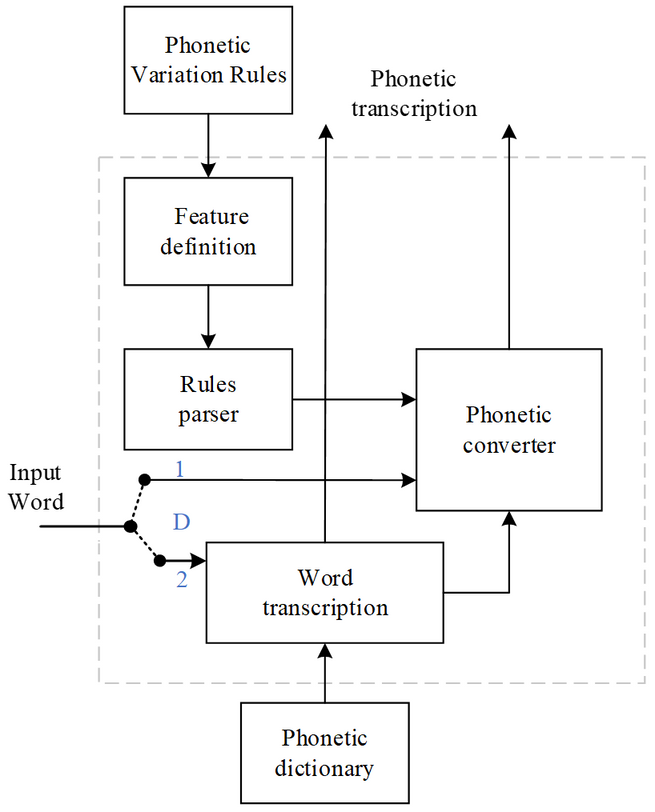 Phonetic
Variation Rules
Phonetic
transcription
Feature
definition
Rules
parser
Phonetic
converter
Input
Word
1
D
2
Word
transcription
Phonetic
dictionary